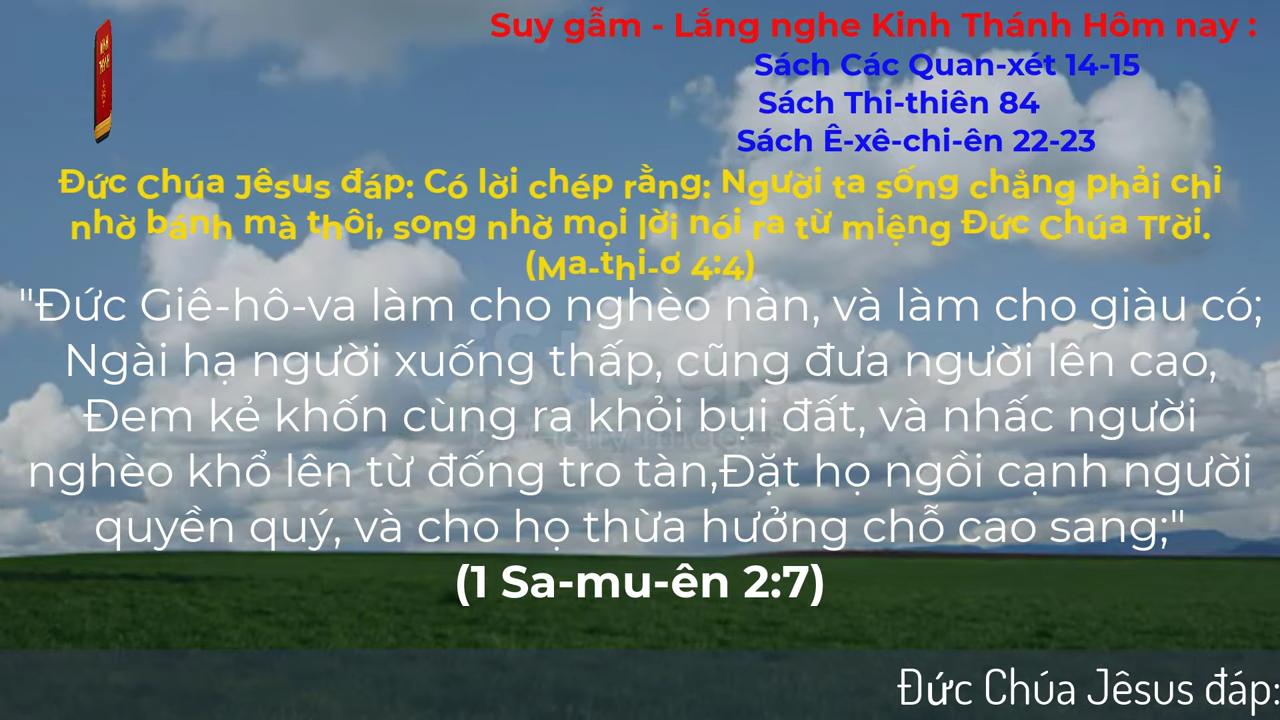 Suy gẫm - Lắng nghe Kinh Thánh Hôm nay :
Sách Các Quan-xét 14-15
Sách Thi-thiên 84
Sách Ê-xê-chi-ên 22-23
Đức Chúa Jêsus đáp: Có lời chép rằng: Người ta sống chẳng phải chỉ
nhờ bánh mà thôi, song nhờ mọi lời nói ra từ miệng Đức Chúa Trời.
(Ma-thi-ơ 4:4)
"Đức Giê-hô-va làm cho nghèo nàn, và làm cho giàu có;
Ngài hạ người xuống thấp, cũng đưa người lên cao,
Đem kẻ khốn cùng ra khỏi bụi đất, và nhấc người
nghèo khổ lên từ đống tro tàn,Đặt họ ngồi cạnh người
quyền quý, và cho họ thừa hưởng chỗ cao sang;"
(1 Sa-mu-ên 2:7)
Đức Chúa Jêsus đáp: